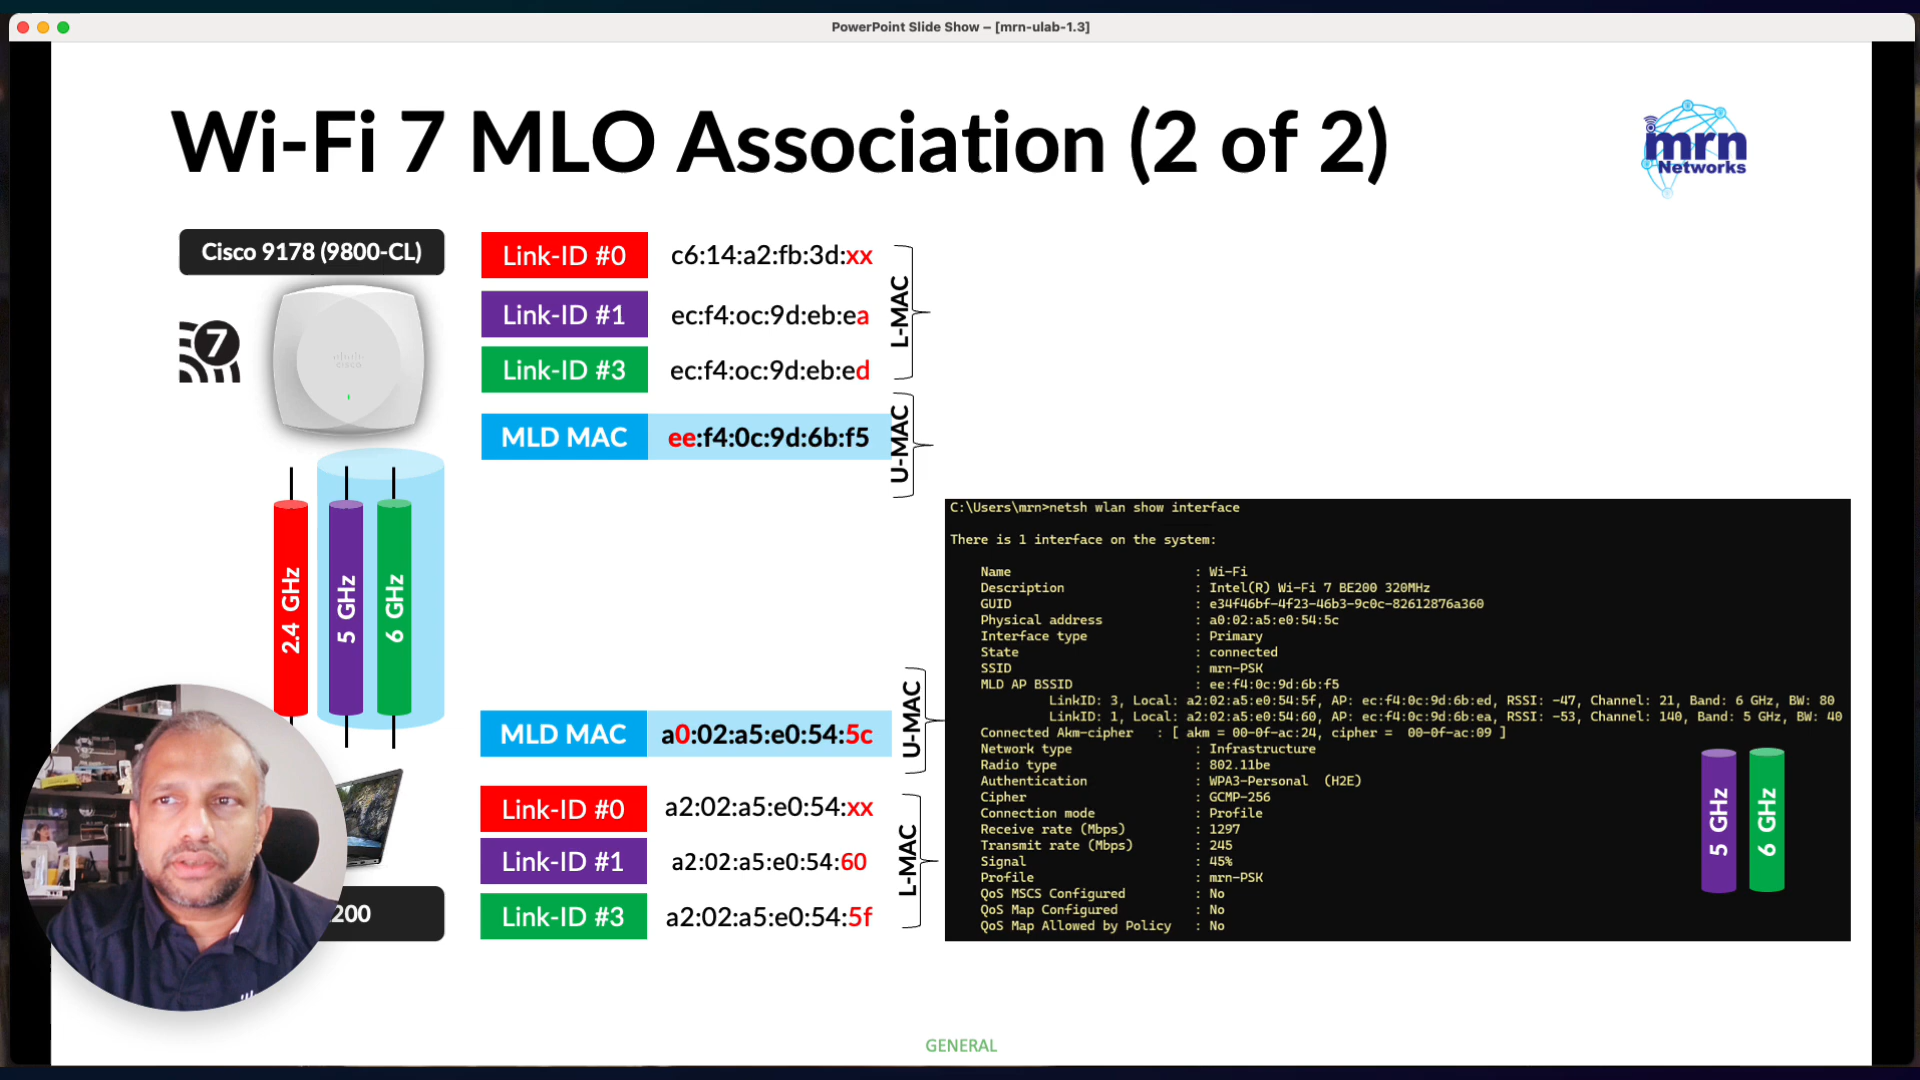 PowerPoint Slide Show – [mrn-ulab-1.3]
Wi-Fi 7 MLO Association (2 of 2)
mrn
Networks
Cisco 9178 (9800-CL)
7
cisco
Link-ID #0 c6:14:a2:fb:3d:xx
Link-ID #1 ec:f4:oc:9d:eb:ea
Link-ID #3 ec:f4:oc:9d:eb:ed
L-MAC
MLD MAC ee:f4:0c:9d:6b:f5
U-MAC
2.4 GHz
5 GHz
6 GHz
MLD MAC a0:02:a5:e0:54:5c
U-MAC
Link-ID #0 a2:02:a5:e0:54:xx
Link-ID #1 a2:02:a5:e0:54:60
Link-ID #3 a2:02:a5:e0:54:5f
L-MAC
200
C:\Users\mrn>netsh wlan show interface
There is 1 interface on the system:
Name : Wi-Fi
Description : Intel(R) Wi-Fi 7 BE200 320MHz
GUID : e34f46bf-4f23-46b3-9c0c-82612876a360
Physical address : a0:02:a5:e0:54:5c
Interface type : Primary
State : connected
SSID : mrn-PSK
MLD AP BSSID : ee:f4:0c:9d:6b:f5
LinkID: 3, Local: a2:02:a5:e0:54:5f, AP: ec:f4:0c:9d:6b:ed, RSSI: -47, Channel: 21, Band: 6 GHz, BW: 80
LinkID: 1, Local: a2:02:a5:e0:54:60, AP: ec:f4:0c:9d:6b:ea, RSSI: -53, Channel: 140, Band: 5 GHz, BW: 40
Connected Akm-cipher : [ akm = 00-0f-ac:24, cipher = 00-0f-ac:09 ]
Network type : Infrastructure
Radio type : 802.11be
Authentication : WPA3-Personal (H2E)
Cipher : GCMP-256
Connection mode : Profile
Receive rate (Mbps) : 1297
Transmit rate (Mbps) : 245
Signal : 45%
Profile : mrn-PSK
QoS MSCS Configured : No
QoS Map Configured : No
QoS Map Allowed by Policy : No
5 GHz
6 GHz
GENERAL